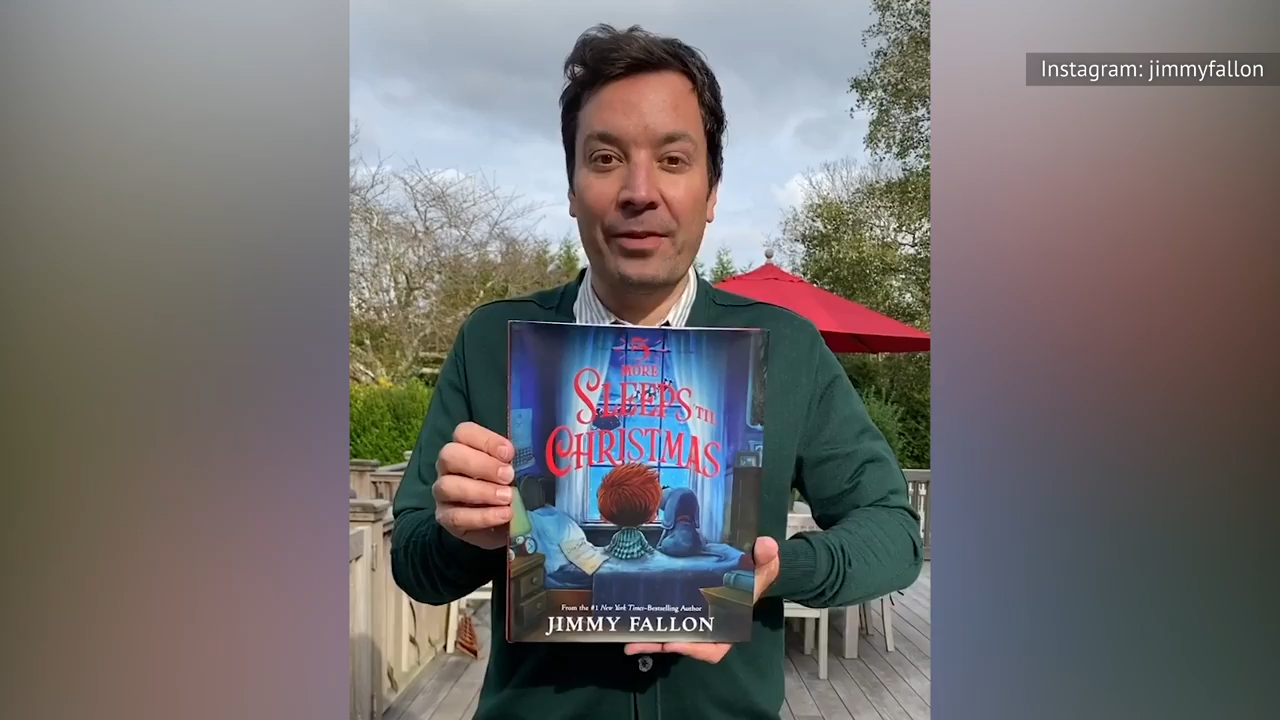 Instagram: jimmyfallon
5
MORE
SLEEPS TIL
CHRISTMAS
From the #1 New York Times-Bestselling Author
JIMMY FALLON